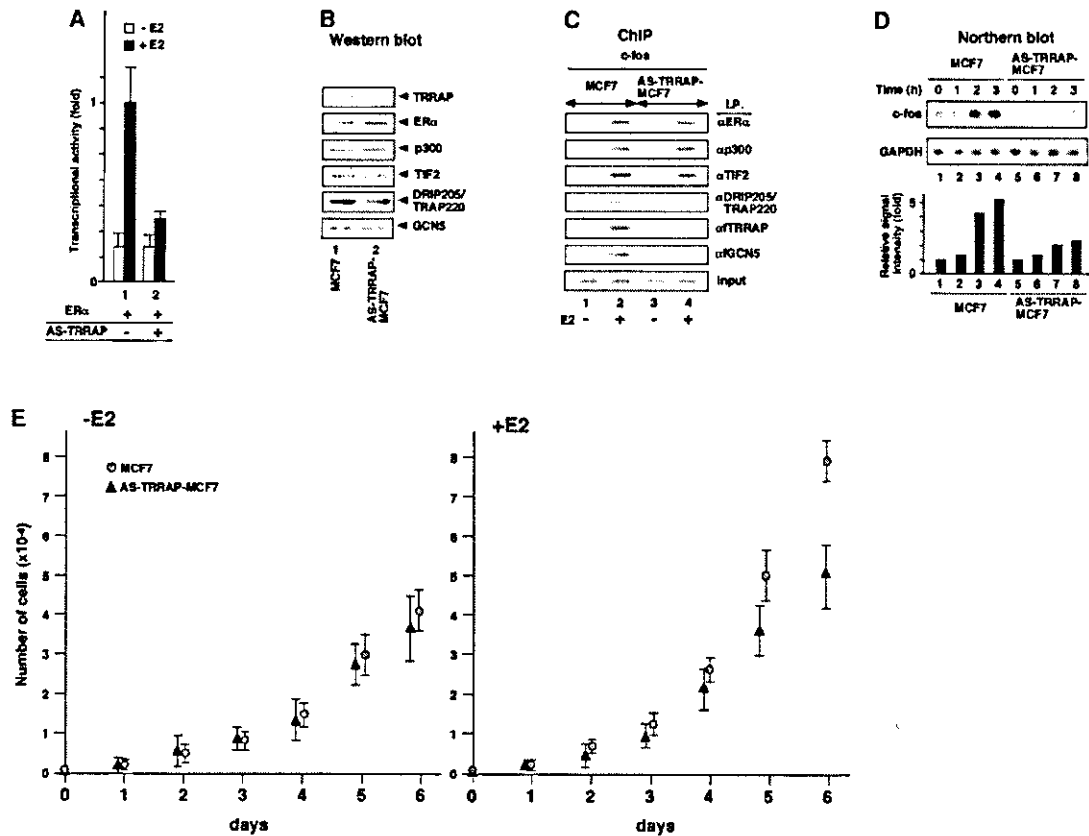 A
- E2
+ E2
Transcriptional activity (fold)
1
0
1 2
ERα + +
AS-TRRAP - +
B
Western blot
TRRAP
ERα
p300
TIF2
DRIP205/
TRAP220
GCN5
1 2
MCF7
AS-TRRAP-
MCF7
C
ChIP
c-fos
MCF7 AS-TRRAP-
MCF7
I.P.
αERα
αp300
αTIF2
αDRIP205/
TRAP220
αfTRRAP
αfGCN5
input
1 2 3 4
E2 - + - +
D
Northern blot
MCF7 AS-TRRAP-
MCF7
Time (h) 0 1 2 3 0 1 2 3
c-fos
GAPDH
1 2 3 4 5 6 7 8
Relative signal
intensity (fold)
5
0
1 2 3 4 5 6 7 8
MCF7 AS-TRRAP-
MCF7
E
-E2
MCF7
AS-TRRAP-MCF7
Number of cells (x10⁻⁴)
8
7
6
5
4
3
2
1
0
0 1 2 3 4 5 6
days
+E2
8
7
6
5
4
3
2
1
0
0 1 2 3 4 5 6
days